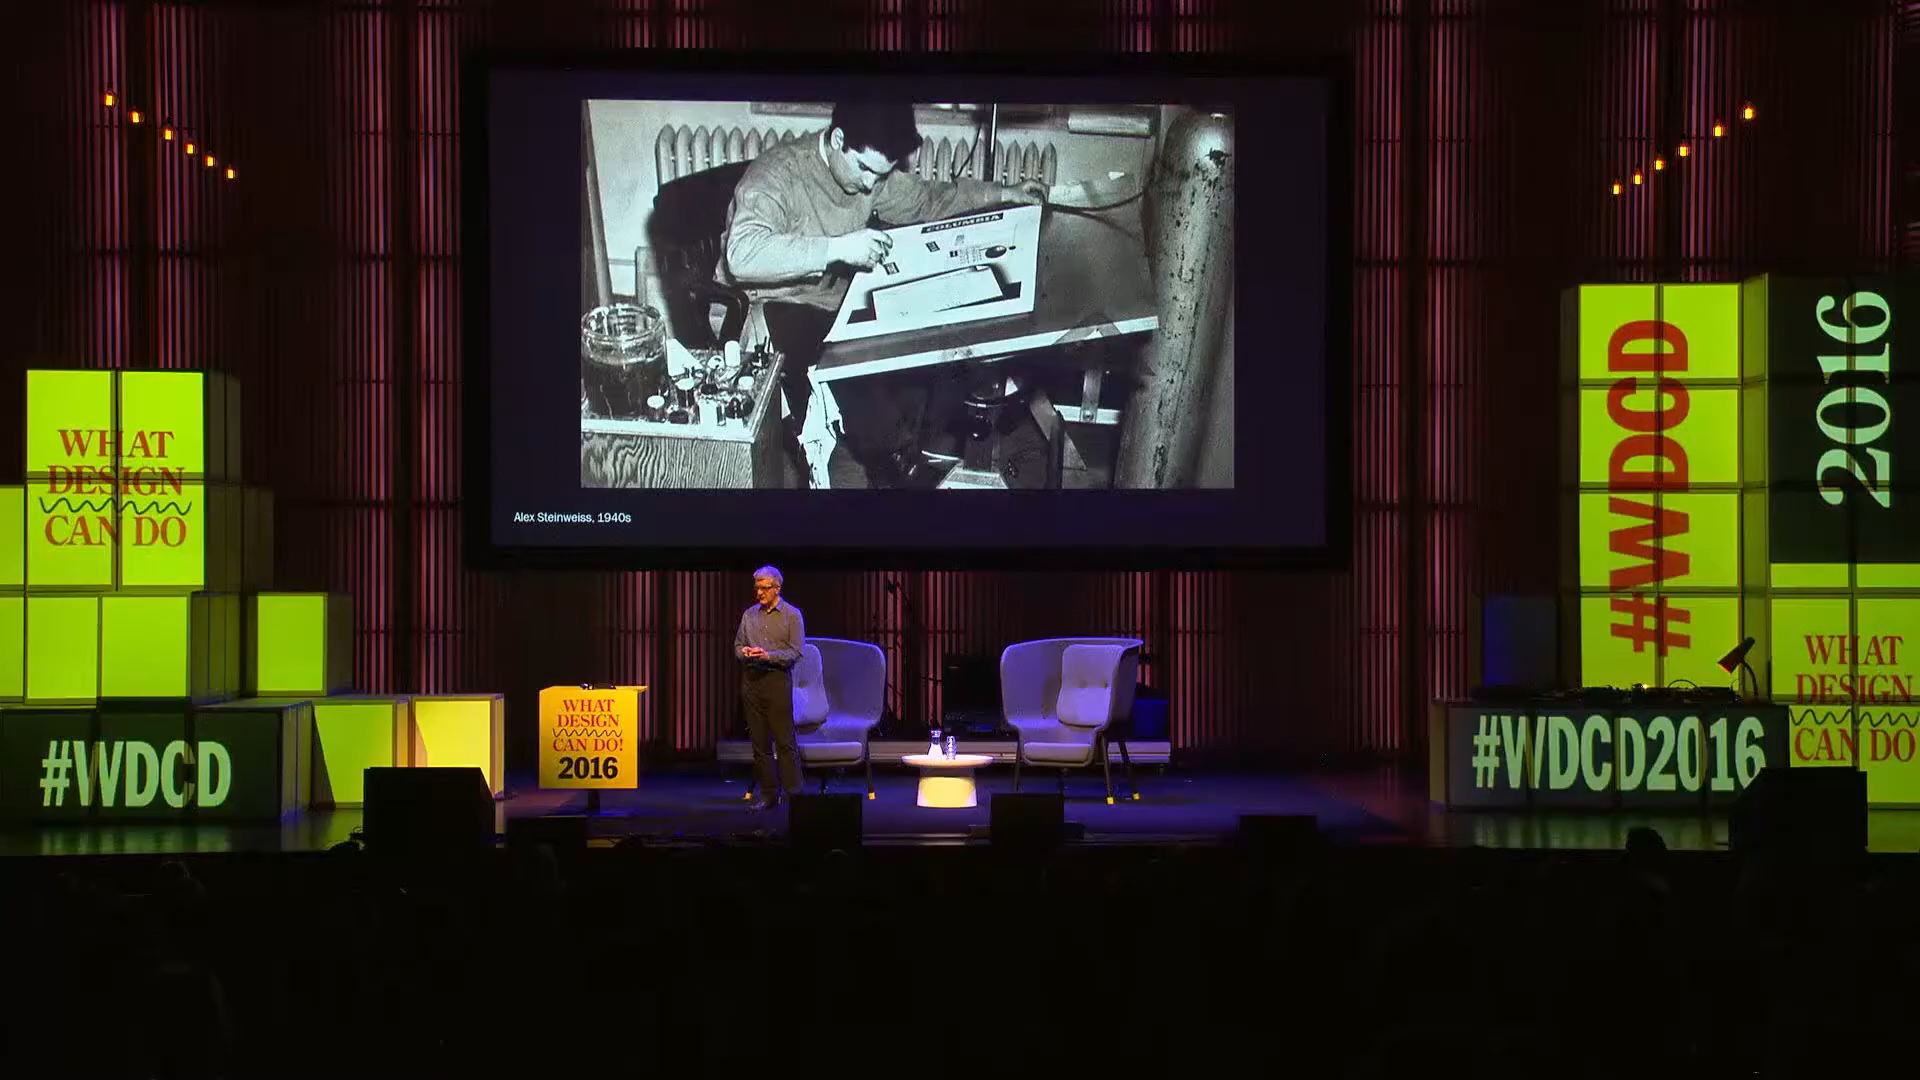 COLUMBIA
Alex Steinweiss, 1940s
WHAT
DESIGN
CAN DO
#WDCD
WHAT
DESIGN
CAN DO!
2016
#WDCD
2016
#WDCD2016
WHAT
DESIGN
CAN DO